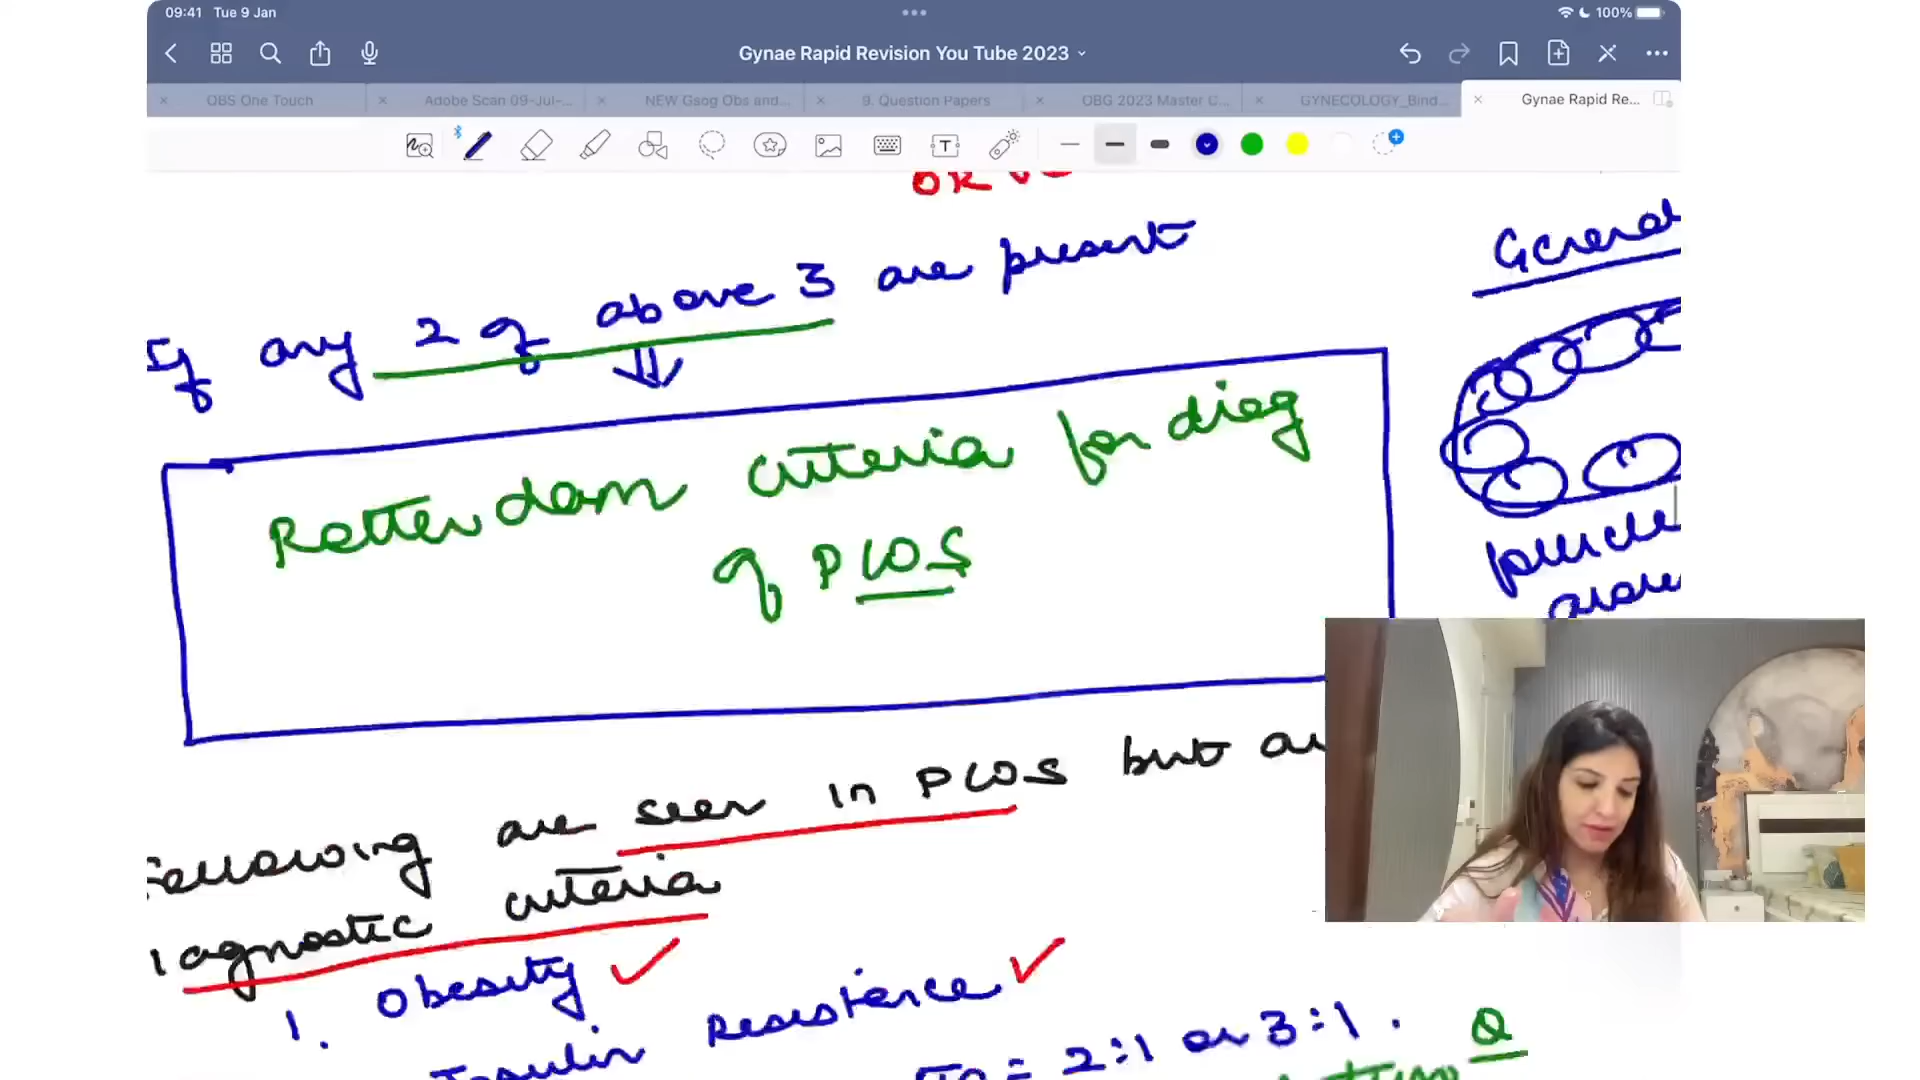 09:41 Tue 9 Jan
100%
Gynae Rapid Revision You Tube 2023
OBS One Touch
Adobe Scan 09-Jul-...
NEW Gsog Obs and...
9. Question Papers
OBG 2023 Master C...
GYNECOLOGY_Bind...
Gynae Rapid Re...
OR
If any 2 of above 3 are present
Rotterdam criteria for diag
of PCOS
Following are seen in PCOS but
diagnostic criteria
1. Obesity
Insulin Resistance
= 2:1 or 3:1.
Q